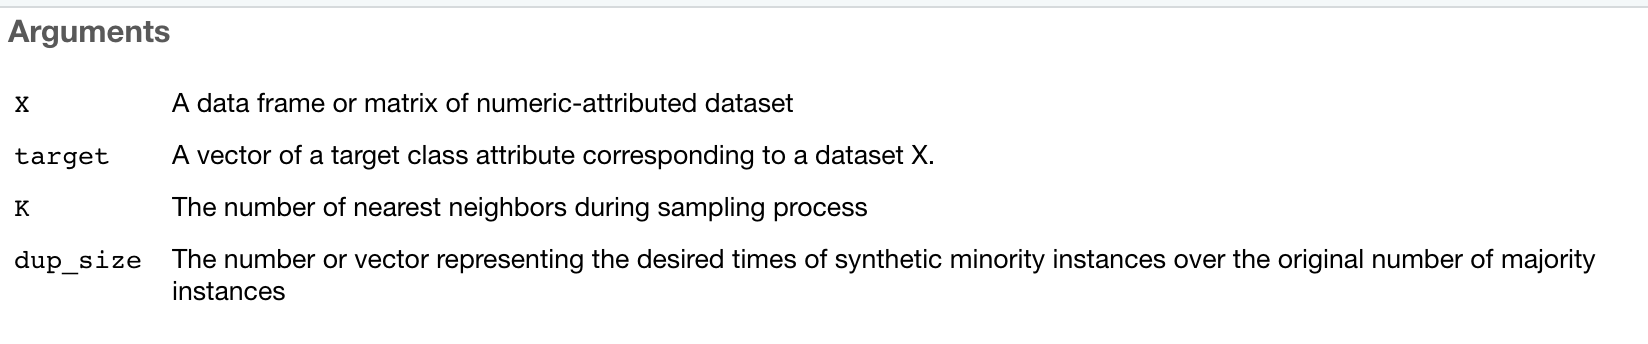 Arguments
X A data frame or matrix of numeric-attributed dataset
target A vector of a target class attribute corresponding to a dataset X.
K The number of nearest neighbors during sampling process
dup_size The number or vector representing the desired times of synthetic minority instances over the original number of majority
instances